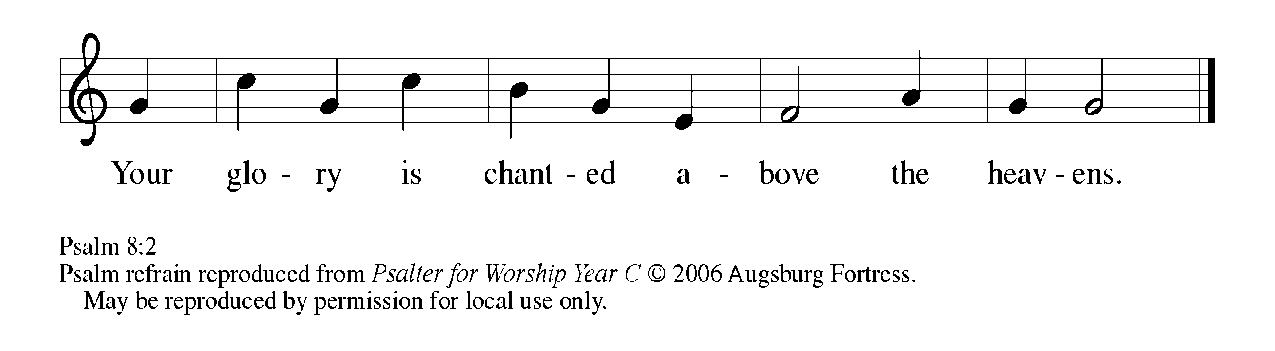 Your glo - ry is chant - ed a - bove the heav - ens.
Psalm 8:2
Psalm refrain reproduced from Psalter for Worship Year C © 2006 Augsburg Fortress.
May be reproduced by permission for local use only.